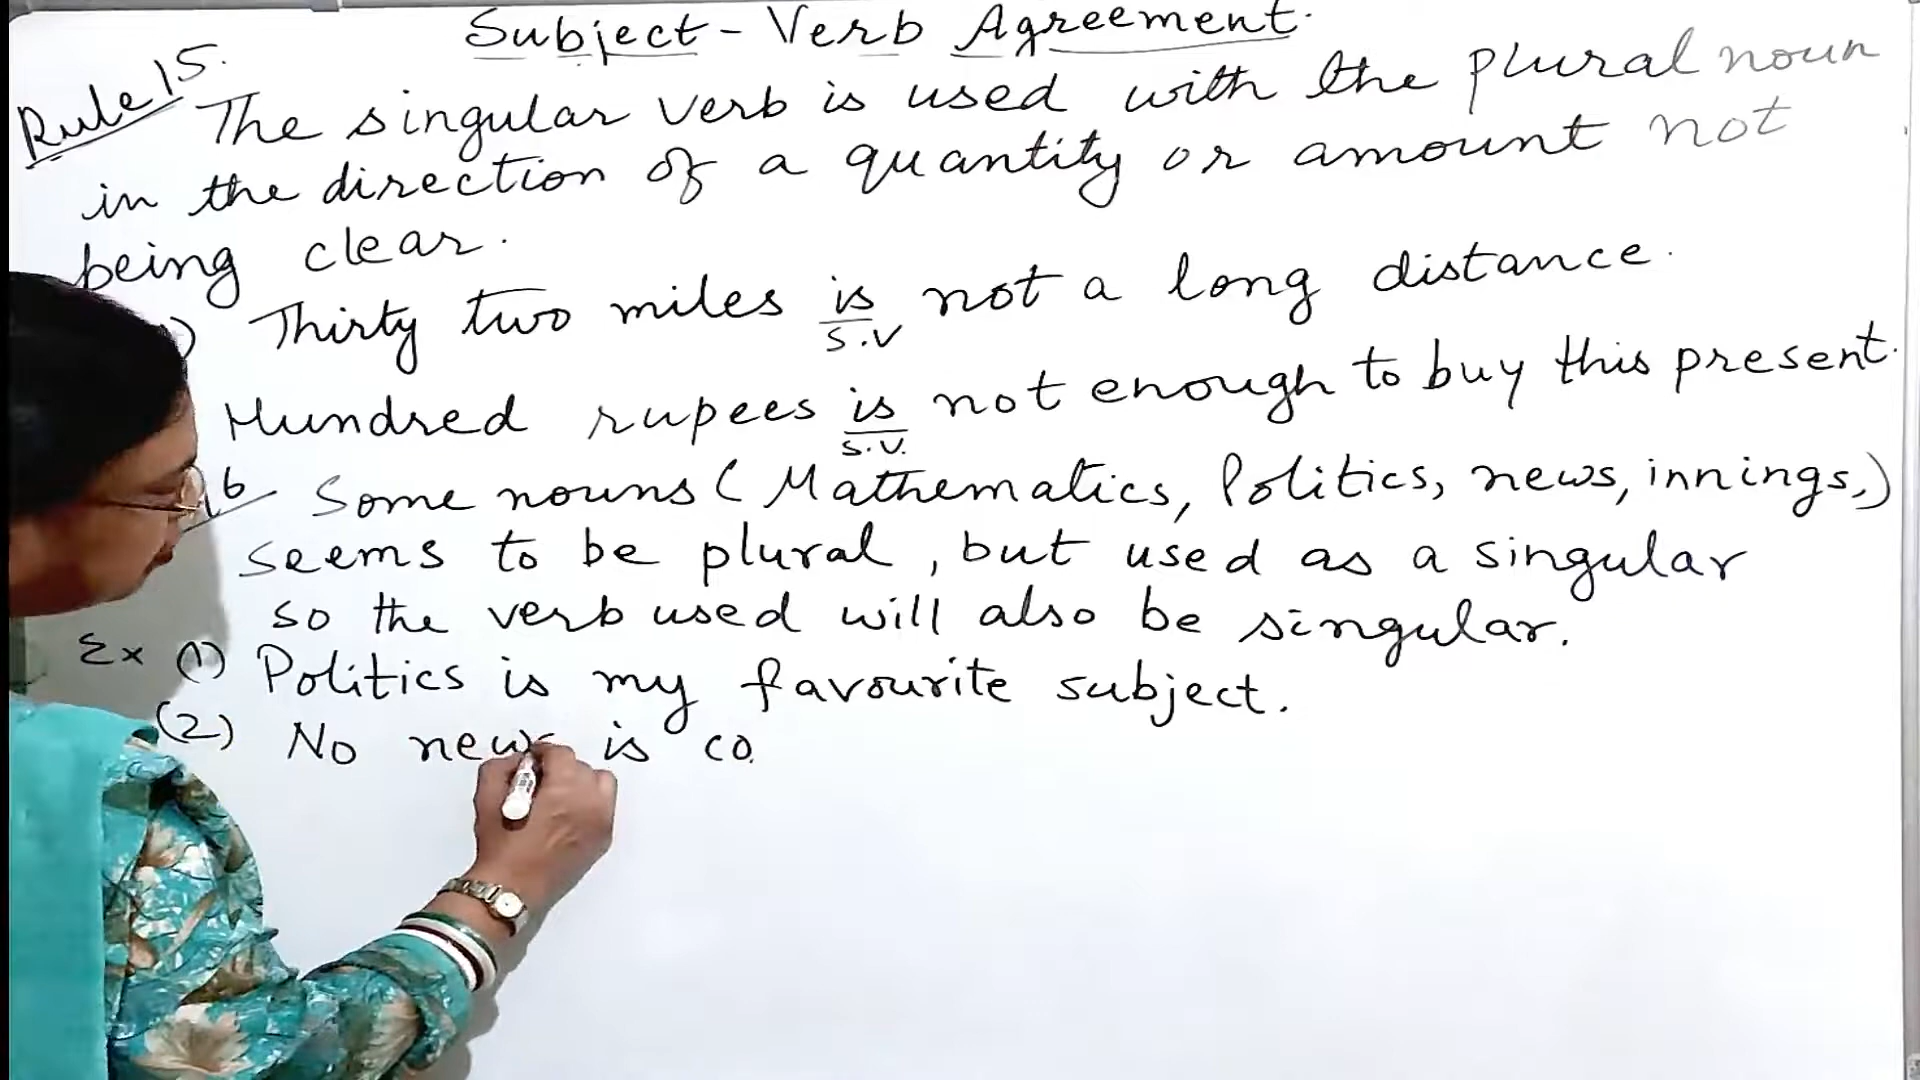 Subject-Verb Agreement.
Rule 15. The singular verb is used with the plural noun
in the direction of a quantity or amount not
being clear.
) Thirty two miles is not a long distance.
S.V
Hundred rupees is not enough to buy this present.
S.V.
Some nouns (Mathematics, Politics, news, innings,)
seems to be plural, but used as a singular
so the verb used will also be singular.
Ex (1) Politics is my favourite subject.
(2) No news is co